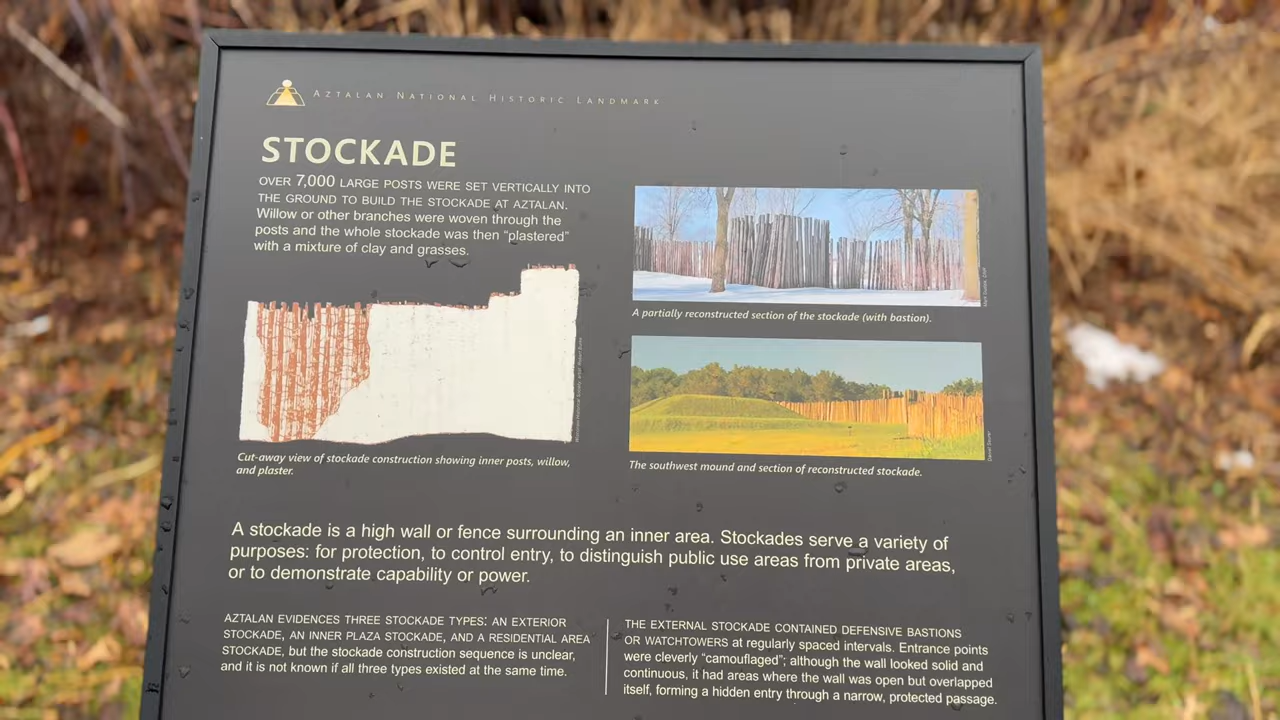 AZTALAN NATIONAL HISTORIC LANDMARK
STOCKADE
OVER 7,000 LARGE POSTS WERE SET VERTICALLY INTO
THE GROUND TO BUILD THE STOCKADE AT AZTALAN.
Willow or other branches were woven through the
posts and the whole stockade was then “plastered”
with a mixture of clay and grasses.
Cut-away view of stockade construction showing inner posts, willow,
and plaster.
A partially reconstructed section of the stockade (with bastion).
The southwest mound and section of reconstructed stockade.
A stockade is a high wall or fence surrounding an inner area. Stockades serve a variety of
purposes: for protection, to control entry, to distinguish public use areas from private areas,
or to demonstrate capability or power.
AZTALAN EVIDENCES THREE STOCKADE TYPES: AN EXTERIOR
STOCKADE, AN INNER PLAZA STOCKADE, AND A RESIDENTIAL AREA
STOCKADE, but the stockade construction sequence is unclear,
and it is not known if all three types existed at the same time.
THE EXTERNAL STOCKADE CONTAINED DEFENSIVE BASTIONS
OR WATCHTOWERS at regularly spaced intervals. Entrance points
were cleverly “camouflaged”; although the wall looked solid and
continuous, it had areas where the wall was open but overlapped
itself, forming a hidden entry through a narrow, protected passage.